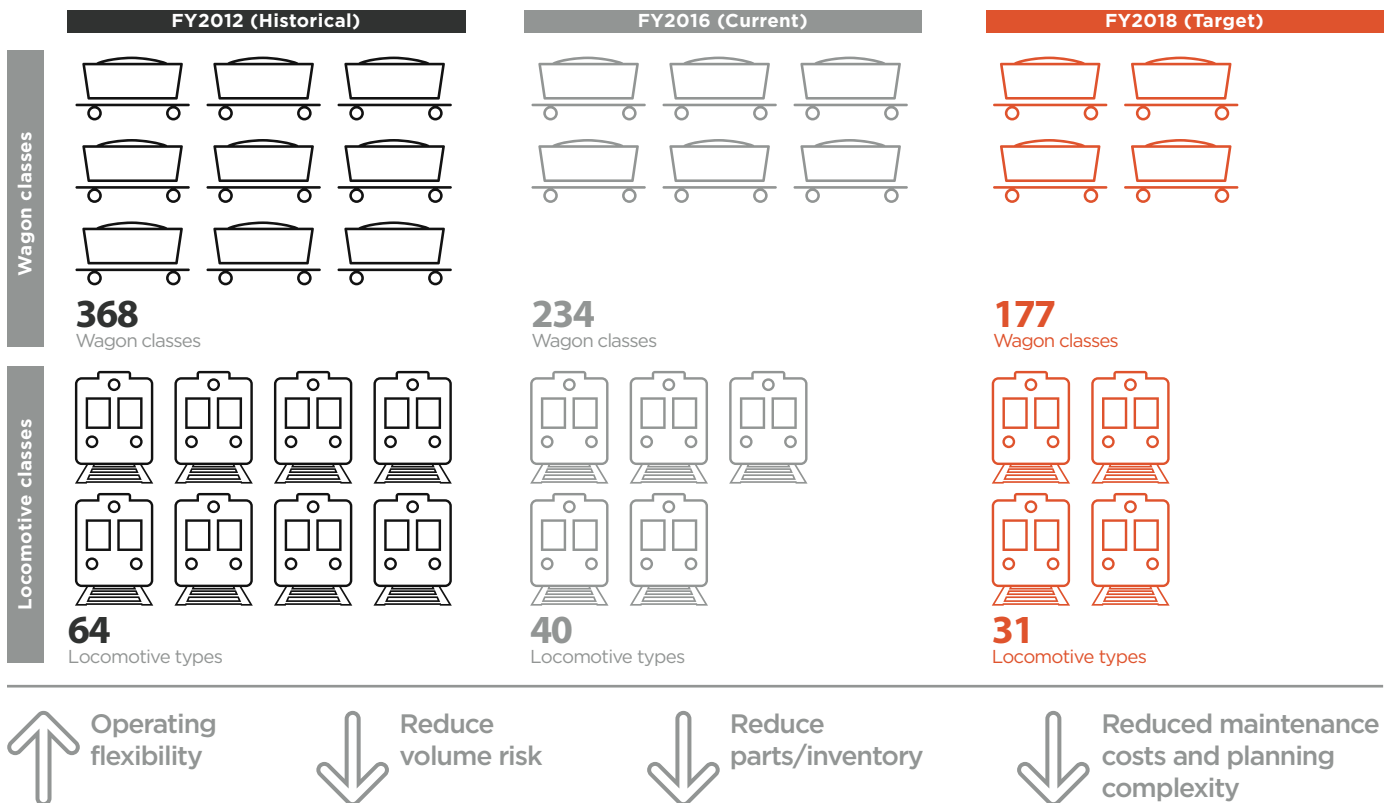 FY2012 (Historical)
FY2016 (Current)
FY2018 (Target)
Wagon classes
368
Wagon classes
234
Wagon classes
177
Wagon classes
Locomotive classes
64
Locomotive types
40
Locomotive types
31
Locomotive types
Operating
flexibility
Reduce
volume risk
Reduce
parts/inventory
Reduced maintenance
costs and planning
complexity